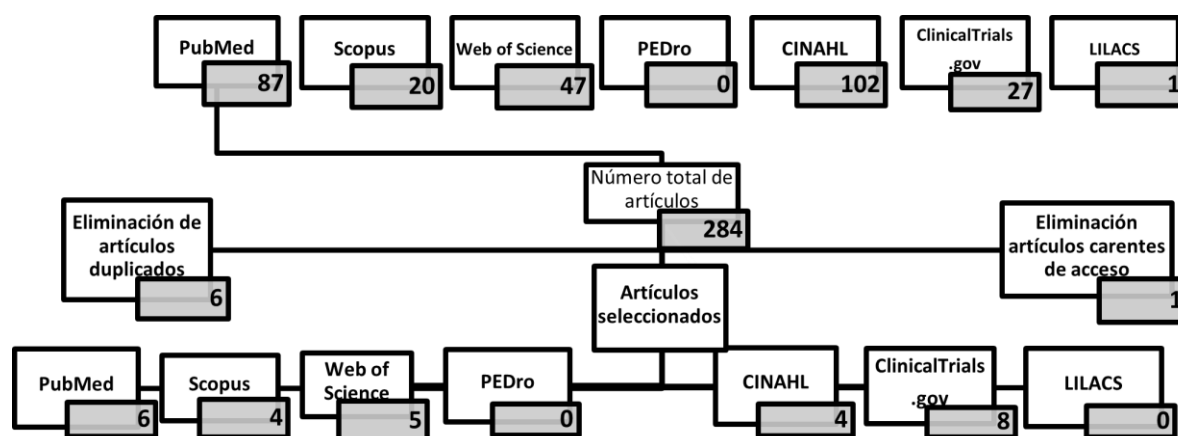 PubMed
87
Scopus
20
Web of Science
47
PEDro
0
CINAHL
102
ClinicalTrials
.gov
27
LILACS
1
Número total de
artículos
284
Eliminación de
artículos
duplicados
6
Eliminación
artículos carentes
de acceso
1
Artículos
seleccionados
PubMed
6
Scopus
4
Web of
Science
5
PEDro
0
CINAHL
4
ClinicalTrials
.gov
8
LILACS
0